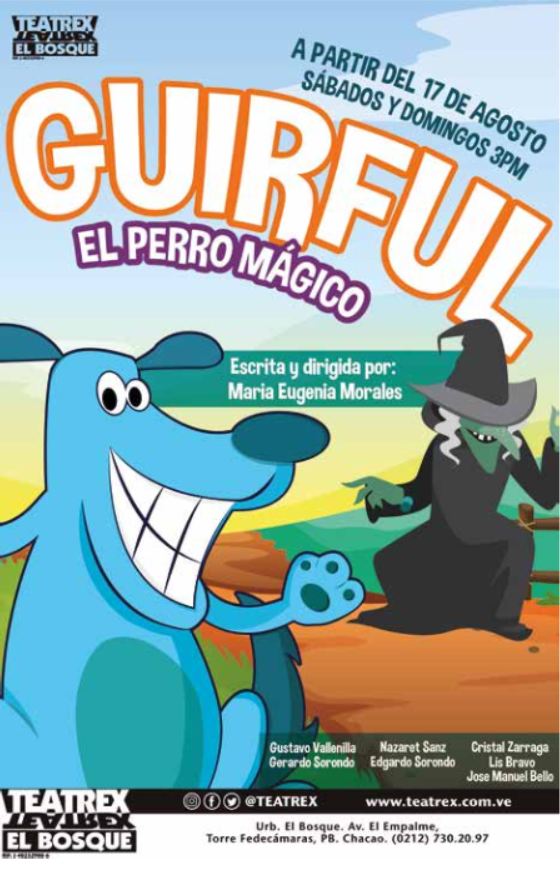 TEATREX
EL BOSQUE
A PARTIR DEL 17 DE AGOSTO
SÁBADOS Y DOMINGOS 3PM
GUIRFUL
EL PERRO MÁGICO
Escrita y dirigida por:
Maria Eugenia Morales
Gustavo Vallenilla Nazaret Sanz Cristal Zarraga
Gerardo Sorondo Edgardo Sorondo Lis Bravo
Jose Manuel Bello
TEATREX
EL BOSQUE
@TEATREX www.teatrex.com.ve
Urb. El Bosque. Av. El Empalme,
Torre Fedecámaras, PB. Chacao. (0212) 730.20.97